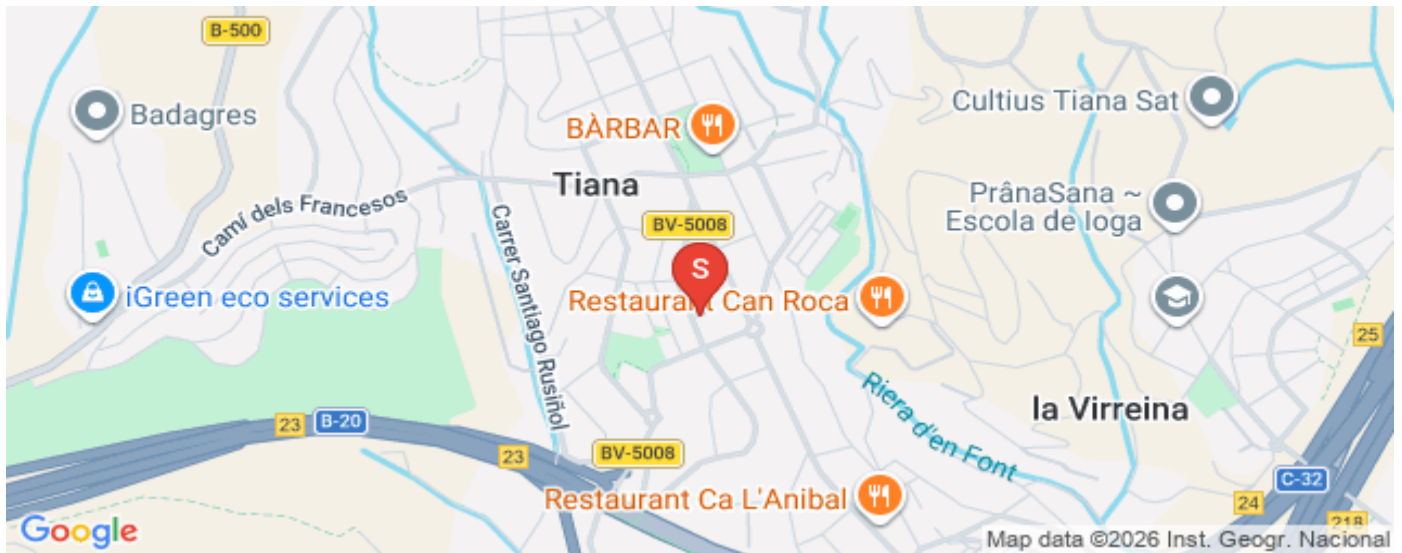 B-500
Badagres
Cultius Tiana Sat
BÀRBAR
Tiana
PrânaSana ~
Escola de Ioga
Camí dels Francesos
BV-5008
Carrer Santiago Rusiñol
S
iGreen eco services
Restaurant Can Roca
25
Riera d'en Font
la Virreina
23
B-20
23
BV-5008
C-32
Restaurant Ca L'Anibal
24
218
Google
Map data ©2026 Inst. Geogr. Nacional